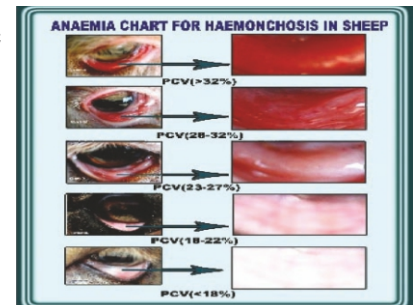 ANAEMIA CHART FOR HAEMONCHOSIS IN SHEEP
PCV(>32%)
PCV(28-32%)
PCV(23-27%)
PCV(18-22%)
PCV(<18%)